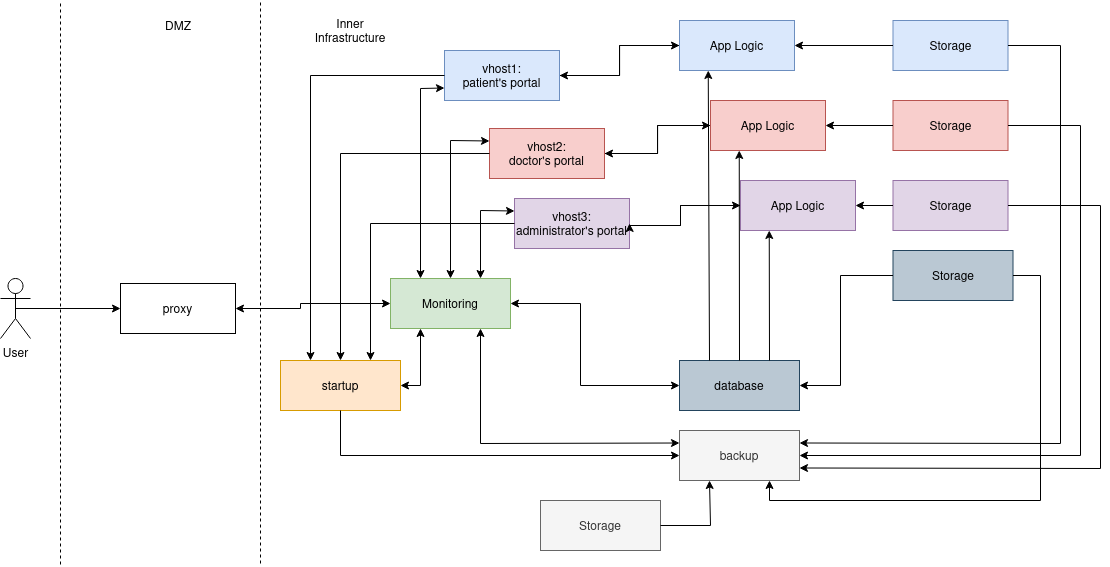 DMZ
Inner
Infrastructure
vhost1:
patient's portal
App Logic
Storage
vhost2:
doctor's portal
App Logic
Storage
vhost3:
administrator's portal
App Logic
Storage
Storage
Monitoring
proxy
User
startup
database
backup
Storage